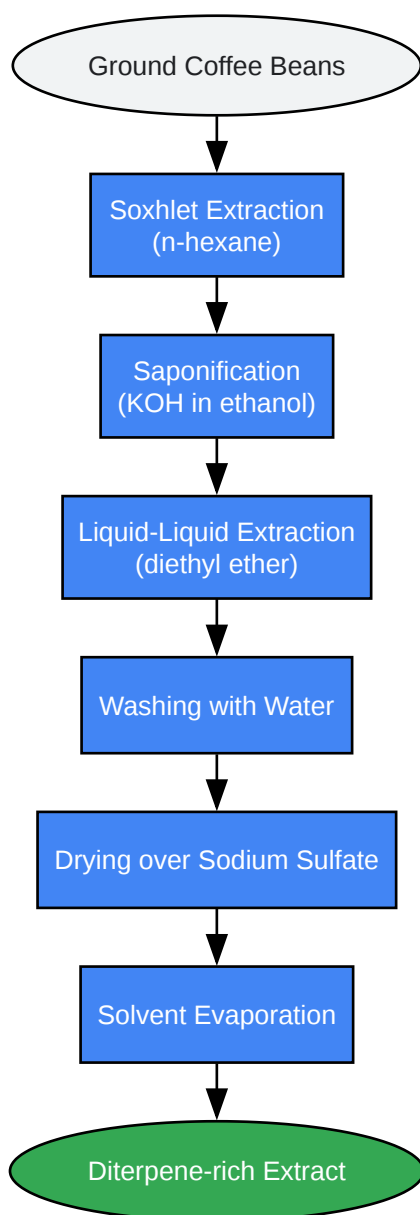 Ground Coffee Beans
Soxhlet Extraction
(n-hexane)
Saponification
(KOH in ethanol)
Liquid-Liquid Extraction
(diethyl ether)
Washing with Water
Drying over Sodium Sulfate
Solvent Evaporation
Diterpene-rich Extract